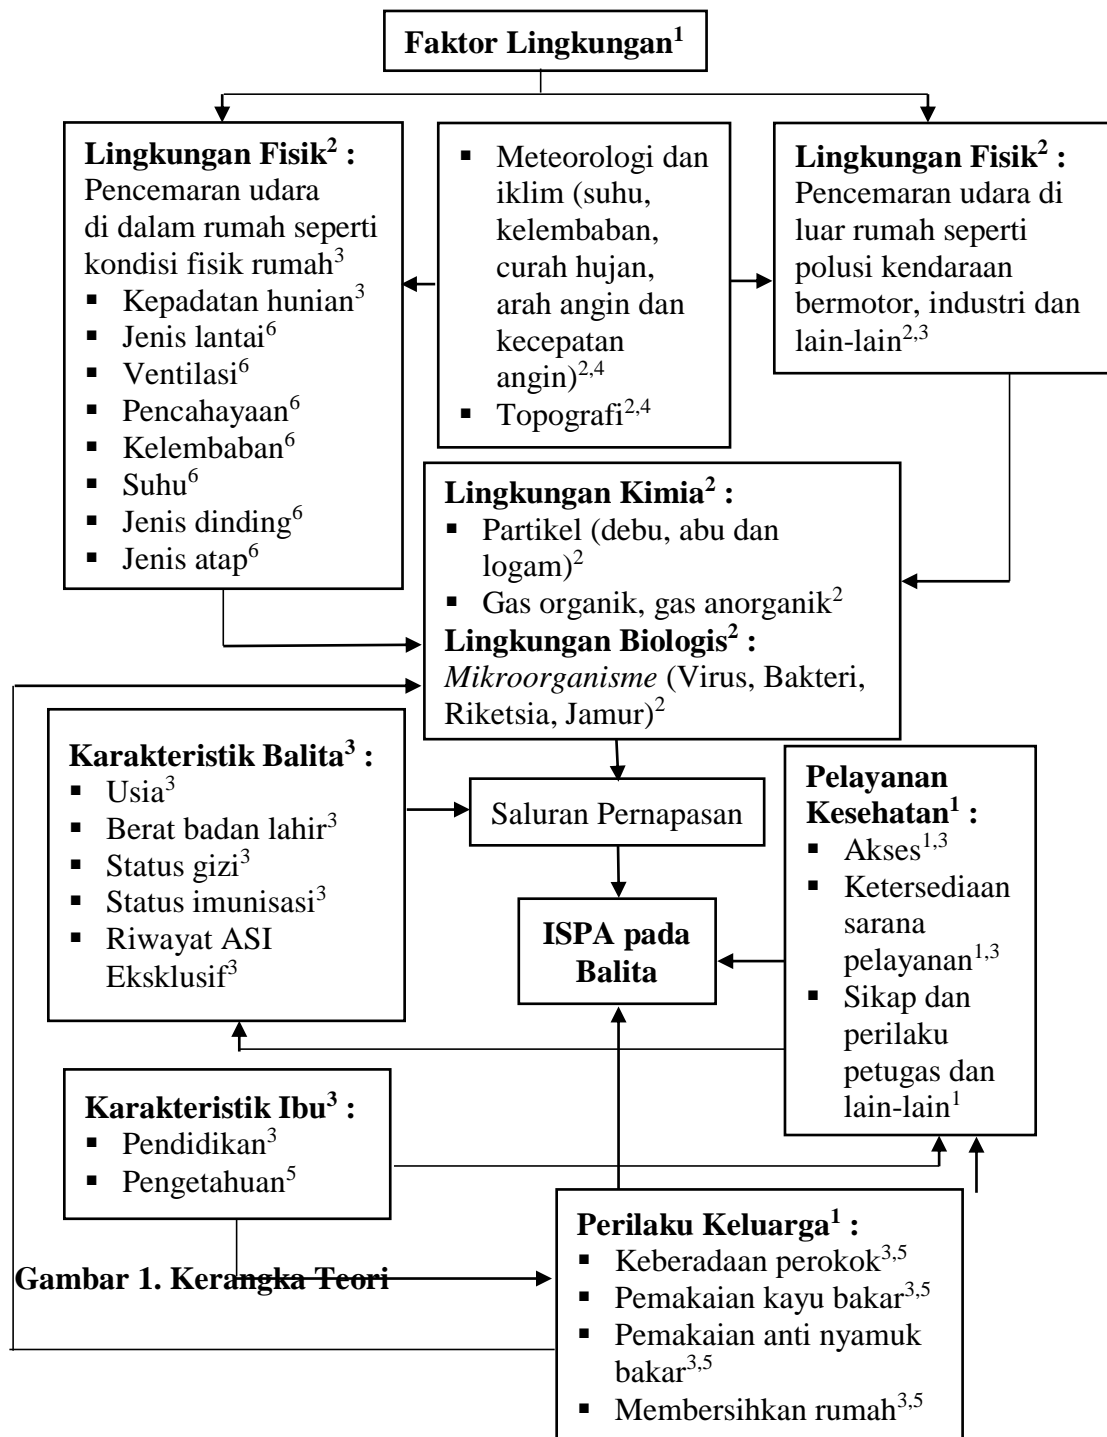 Faktor Lingkungan¹
Lingkungan Fisik² :
Pencemaran udara
di dalam rumah seperti
kondisi fisik rumah³
▪ Kepadatan hunian³
▪ Jenis lantai⁶
▪ Ventilasi⁶
▪ Pencahayaan⁶
▪ Kelembaban⁶
▪ Suhu⁶
▪ Jenis dinding⁶
▪ Jenis atap⁶
▪ Meteorologi dan
iklim (suhu,
kelembaban,
curah hujan,
arah angin dan
kecepatan
angin)²,⁴
▪ Topografi²,⁴
Lingkungan Fisik² :
Pencemaran udara di
luar rumah seperti
polusi kendaraan
bermotor, industri dan
lain-lain²,³
Lingkungan Kimia² :
▪ Partikel (debu, abu dan
logam)²
▪ Gas organik, gas anorganik²
Lingkungan Biologis² :
Mikroorganisme (Virus, Bakteri,
Riketsia, Jamur)²
Karakteristik Balita³ :
▪ Usia³
▪ Berat badan lahir³
▪ Status gizi³
▪ Status imunisasi³
▪ Riwayat ASI
Eksklusif³
Saluran Pernapasan
ISPA pada
Balita
Pelayanan
Kesehatan¹ :
▪ Akses¹,³
▪ Ketersediaan
sarana
pelayanan¹,³
▪ Sikap dan
perilaku
petugas dan
lain-lain¹
Karakteristik Ibu³ :
▪ Pendidikan³
▪ Pengetahuan⁵
Perilaku Keluarga¹ :
▪ Keberadaan perokok³,⁵
▪ Pemakaian kayu bakar³,⁵
▪ Pemakaian anti nyamuk
bakar³,⁵
▪ Membersihkan rumah³,⁵
Gambar 1. Kerangka Teori